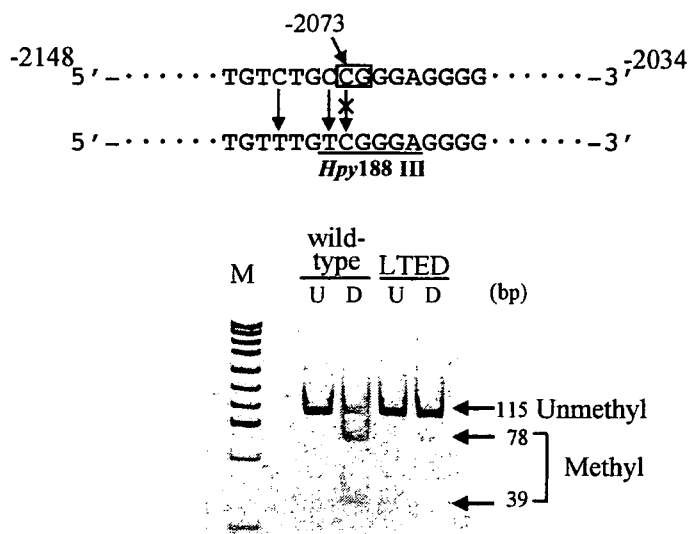 -2073
-2148 5′-·······TGTCTGCCGGGAGGGG·······-3′ -2034
5′-·······TGTTTGTCGGGAGGGG·······-3′
Hpy188 III
wild-
type LTED
M U D U D (bp)
115 Unmethyl
78
Methyl
39